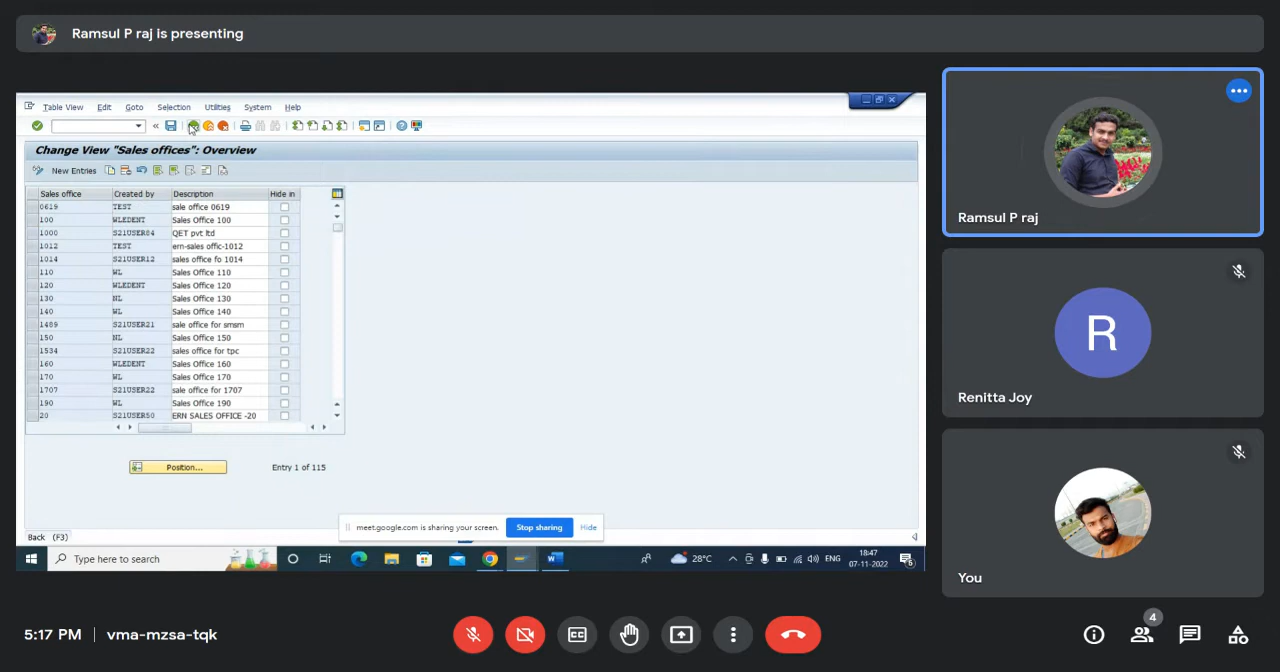 Ramsul P raj is presenting
Table View Edit Goto Selection Utilities System Help
Change View "Sales offices": Overview
New Entries
Sales office Created by Description Hide in
0619 TEST sale office 0619
100 WLEDENT Sales Office 100
1000 S21USER84 QET pvt ltd
1012 TEST ern-sales offic-1012
1014 S21USER12 sales office fo 1014
110 WL Sales Office 110
120 WLEDENT Sales Office 120
130 NL Sales Office 130
140 WL Sales Office 140
1489 S21USER21 sale office for smsm
150 NL Sales Office 150
1534 S21USER22 sales office for tpc
160 WLEDENT Sales Office 160
170 WL Sales Office 170
1707 S21USER22 sale office for 1707
190 WL Sales Office 190
20 S21USER50 ERN SALES OFFICE -20
Position... Entry 1 of 115
meet.google.com is sharing your screen. Stop sharing Hide
Back (F3)
Type here to search 28°C ENG 18:47
07-11-2022
Ramsul P raj
R
Renitta Joy
You
5:17 PM | vma-mzsa-tqk
CC
4